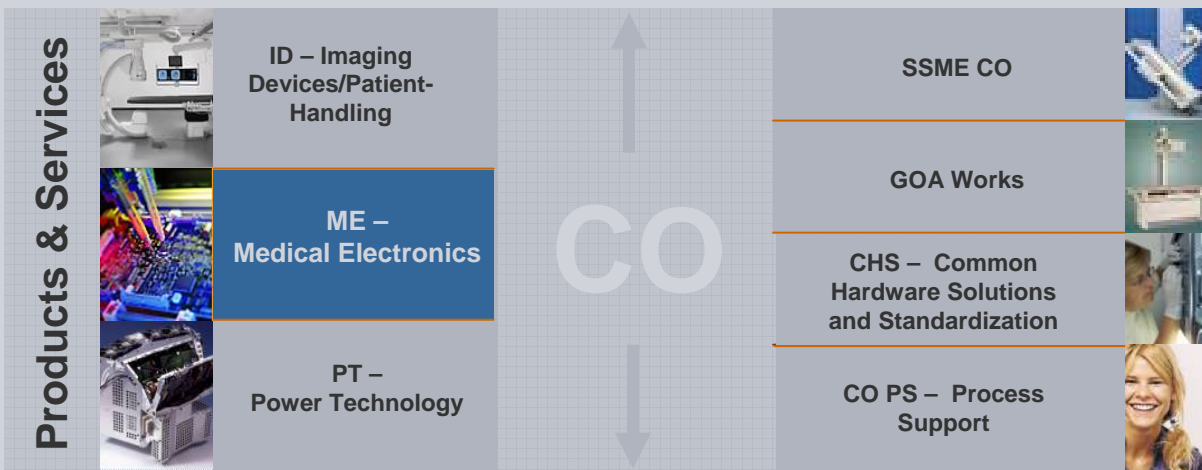 Products & Services
ID – Imaging
Devices/Patient-
Handling
ME –
Medical Electronics
PT –
Power Technology
CO
SSME CO
GOA Works
CHS –  Common
Hardware Solutions
and Standardization
CO PS –  Process
Support